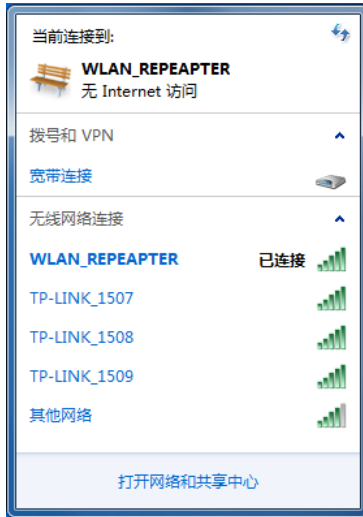 当前连接到:
WLAN_REPEAPTER
无 Internet 访问
拨号和 VPN
宽带连接
无线网络连接
WLAN_REPEAPTER 已连接
TP-LINK_1507
TP-LINK_1508
TP-LINK_1509
其他网络
打开网络和共享中心